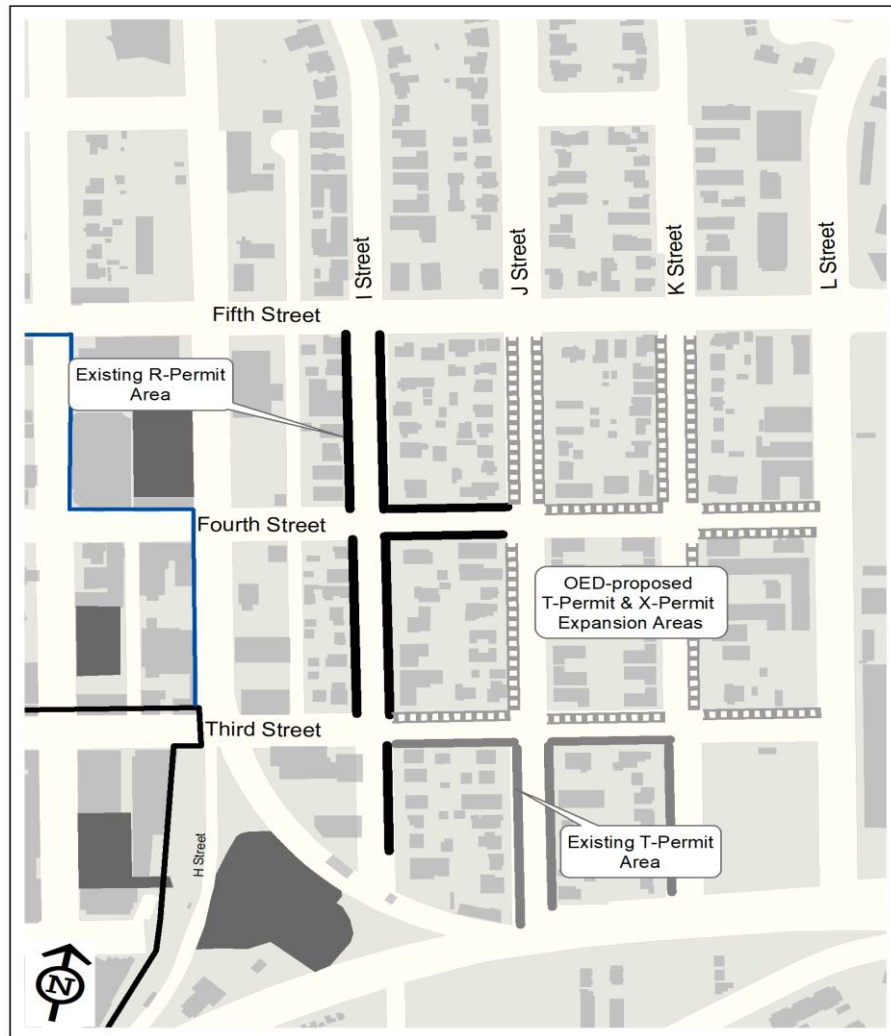 I Street
J Street
K Street
L Street
Fifth Street
Existing R-Permit
Area
Fourth Street
OED-proposed
T-Permit & X-Permit
Expansion Areas
Third Street
H Street
Existing T-Permit
Area
N